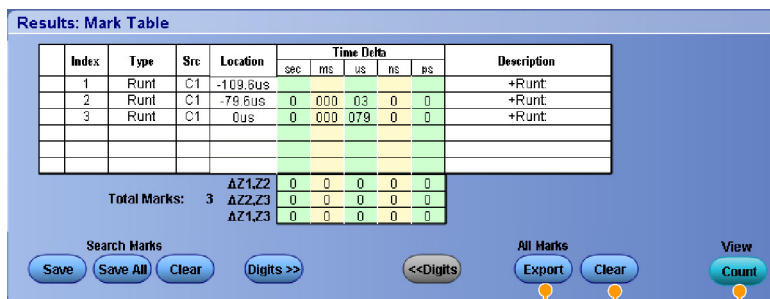 Results: Mark Table
Index Type Src Location Time Delta Description
sec ms us ns ps
1 Runt C1 -109.6us +Runt:
2 Runt C1 -79.6us 0 000 03 0 0 +Runt:
3 Runt C1 0us 0 000 079 0 0 +Runt:
ΔZ1,Z2 0 0 0 0 0
Total Marks: 3 ΔZ2,Z3 0 0 0 0 0
ΔZ1,Z3 0 0 0 0 0
Search Marks All Marks View
Save Save All Clear Digits >> <<Digits Export Clear Count